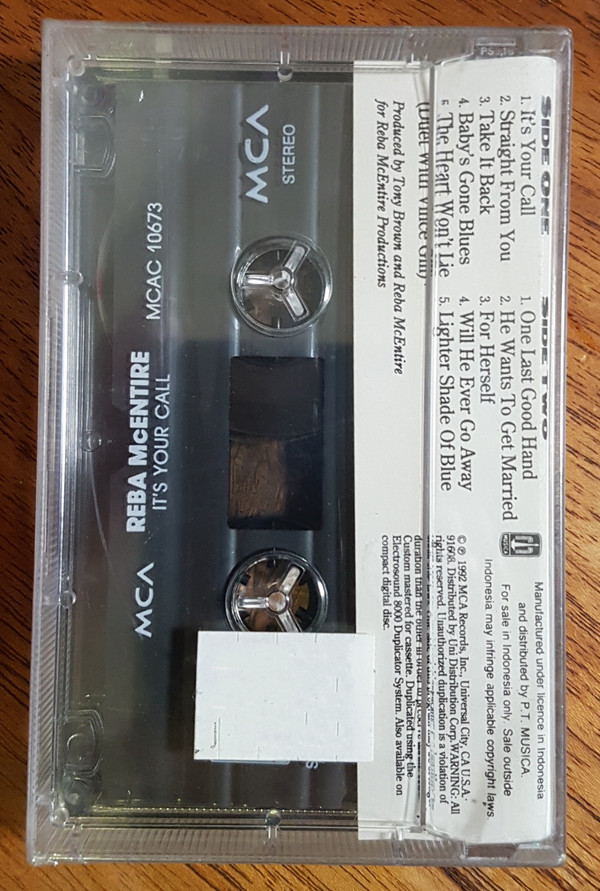 SIDE ONE
1. It's Your Call
2. Straight From You
3. Take It Back
4. Baby's Gone Blues
5. The Heart Won't Lie
(Duet With Vince Gill)
Produced by Tony Brown and Reba McEntire
for Reba McEntire Productions
SIDE TWO
1. One Last Good Hand
2. He Wants To Get Married
3. For Herself
4. Will He Ever Go Away
5. Lighter Shade Of Blue
Manufactured under licence in Indonesia
and distributed by P.T. MUSICA.
For sale in Indonesia only. Sale outside
Indonesia may infringe applicable copyright laws
© ℗ 1992 MCA Records, Inc., Universal City, CA U.S.A.
91608. Distributed by Uni Distribution Corp. WARNING: All
rights reserved. Unauthorized duplication is a violation of
duration than the other in order to
Custom mastered for cassette. Duplicated using the
Electrosound 8000 Duplicator System. Also available on
compact digital disc.
MCA
STEREO
MCAC 10673
REBA McENTIRE
IT'S YOUR CALL
MCA